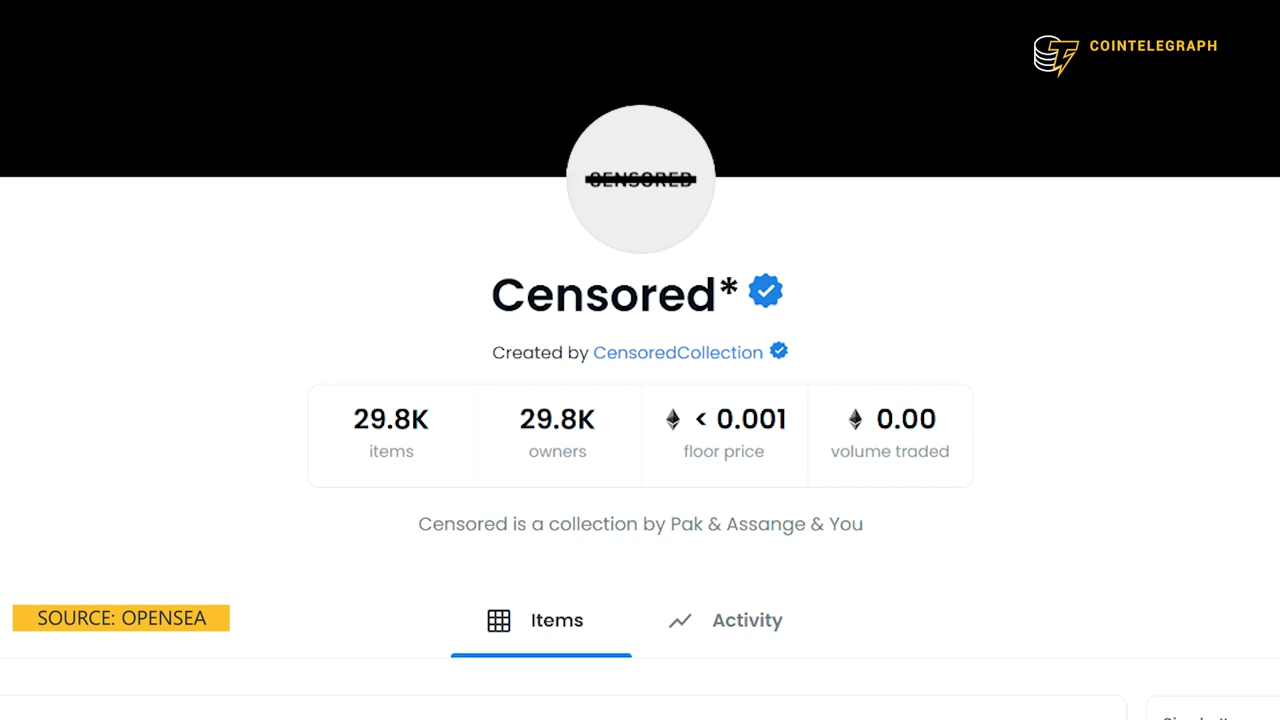 COINTELEGRAPH
CENSORED
Censored*
Created by CensoredCollection
29.8K 29.8K < 0.001 0.00
items owners floor price volume traded
Censored is a collection by Pak & Assange & You
SOURCE: OPENSEA
Items Activity